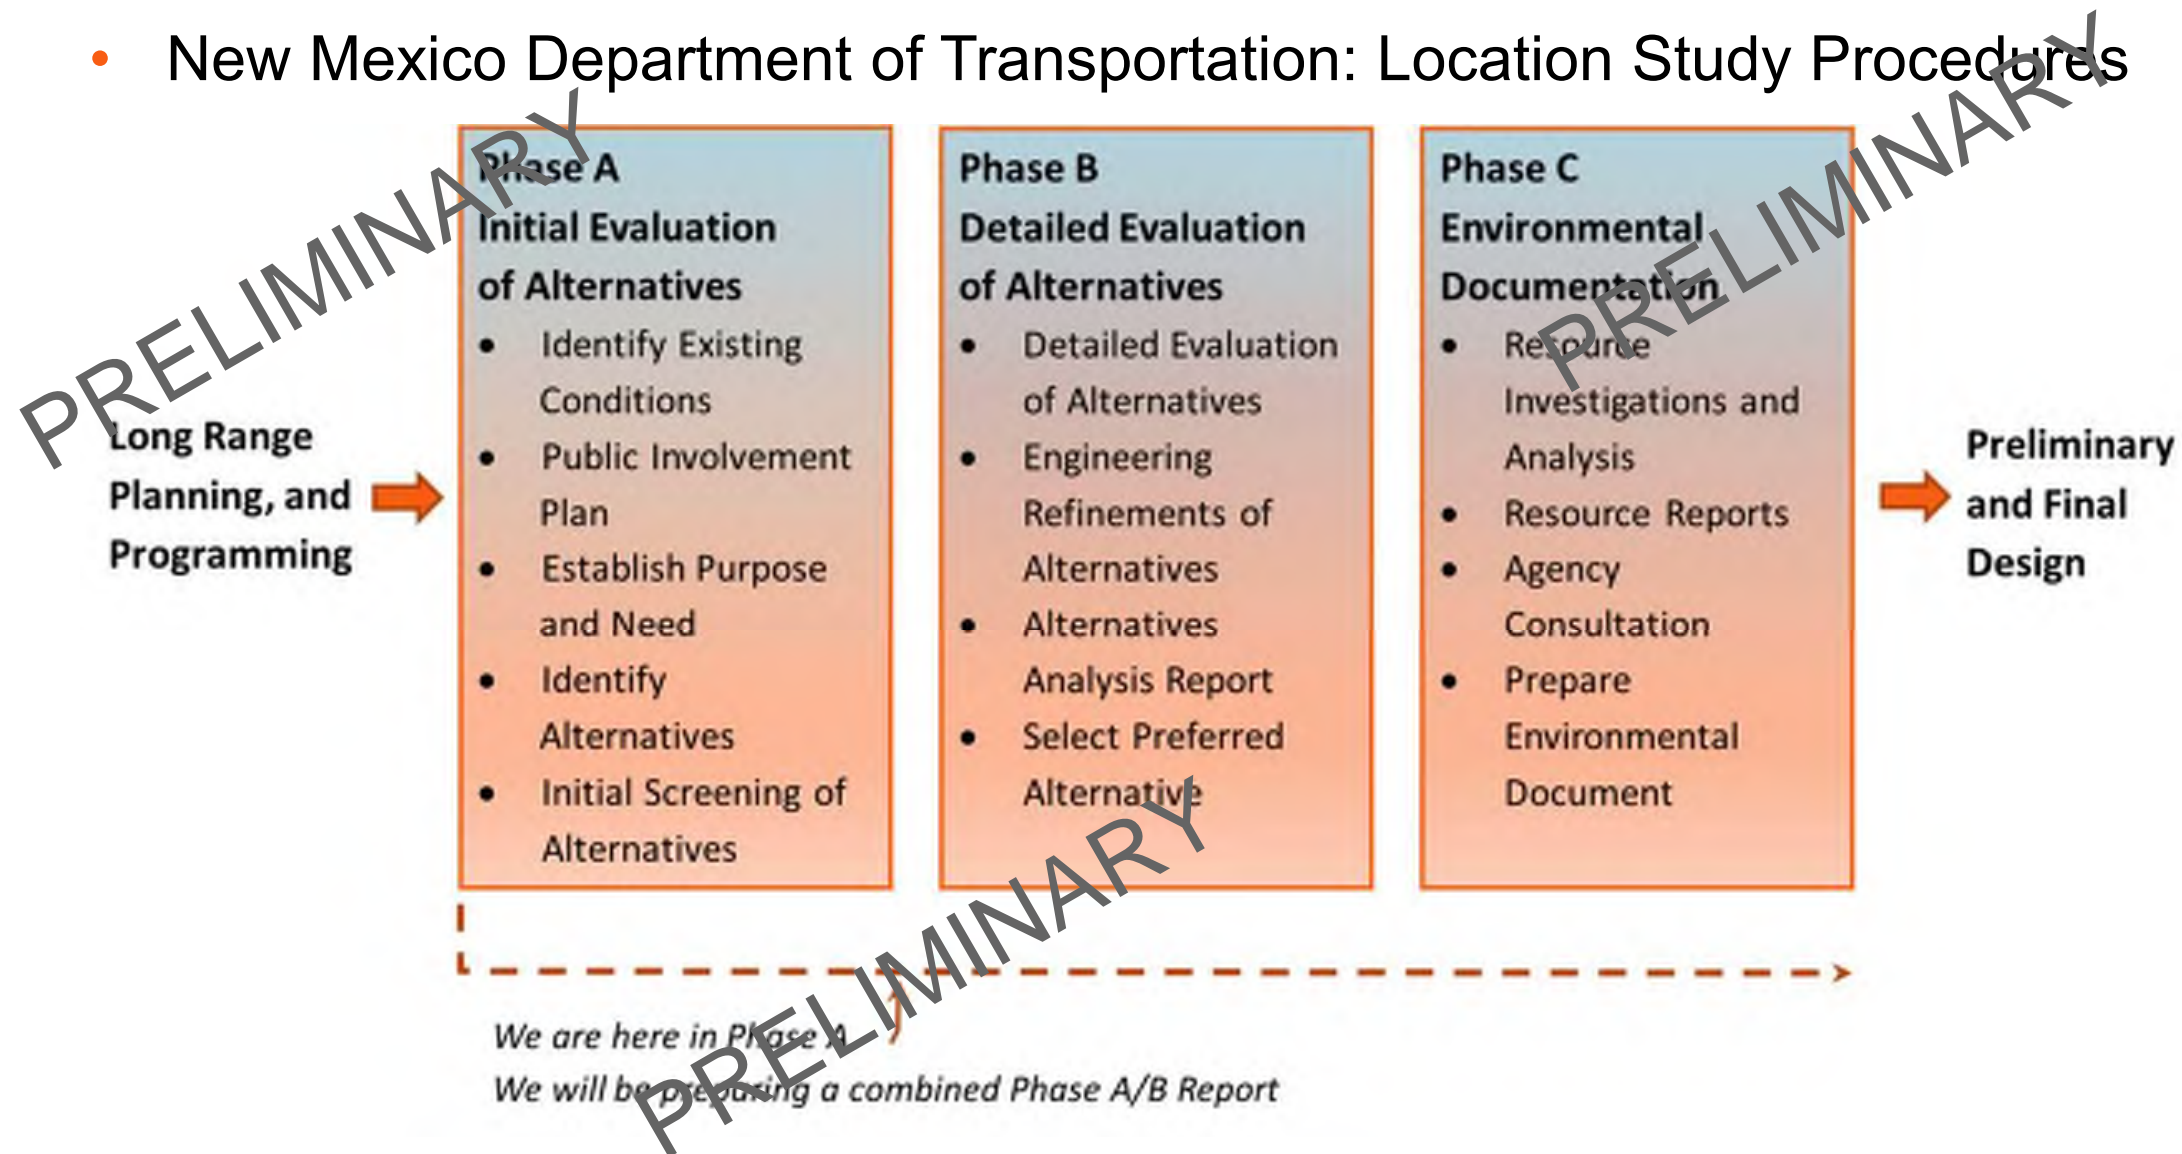 • New Mexico Department of Transportation: Location Study Procedures
PRELIMINARY
PRELIMINARY
Long Range
Planning, and
Programming
Phase A
Initial Evaluation
of Alternatives
• Identify Existing
Conditions
• Public Involvement
Plan
• Establish Purpose
and Need
• Identify
Alternatives
• Initial Screening of
Alternatives
Phase B
Detailed Evaluation
of Alternatives
• Detailed Evaluation
of Alternatives
• Engineering
Refinements of
Alternatives
• Alternatives
Analysis Report
• Select Preferred
Alternative
Phase C
Environmental
Documentation
• Resource
Investigations and
Analysis
• Resource Reports
• Agency
Consultation
• Prepare
Environmental
Document
Preliminary
and Final
Design
PRELIMINARY
We are here in Phase A
We will be preparing a combined Phase A/B Report